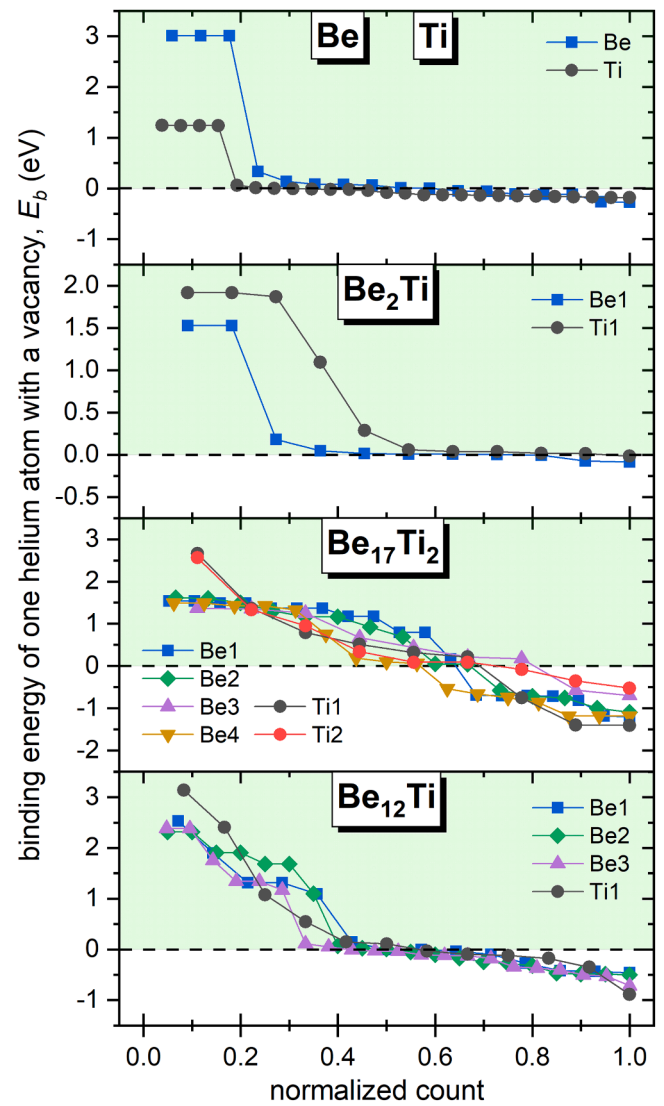 binding energy of one helium atom with a vacancy, E_b (eV)
Be Ti
Be
Ti
3
2
1
0
-1
Be₂Ti
Be1
Ti1
2.0
1.5
1.0
0.5
0.0
-0.5
Be₁₇Ti₂
3
2
1
0
-1
-2
Be1
Be2
Be3 Ti1
Be4 Ti2
Be₁₂Ti
Be1
Be2
Be3
Ti1
3
2
1
0
-1
0.0 0.2 0.4 0.6 0.8 1.0
normalized count